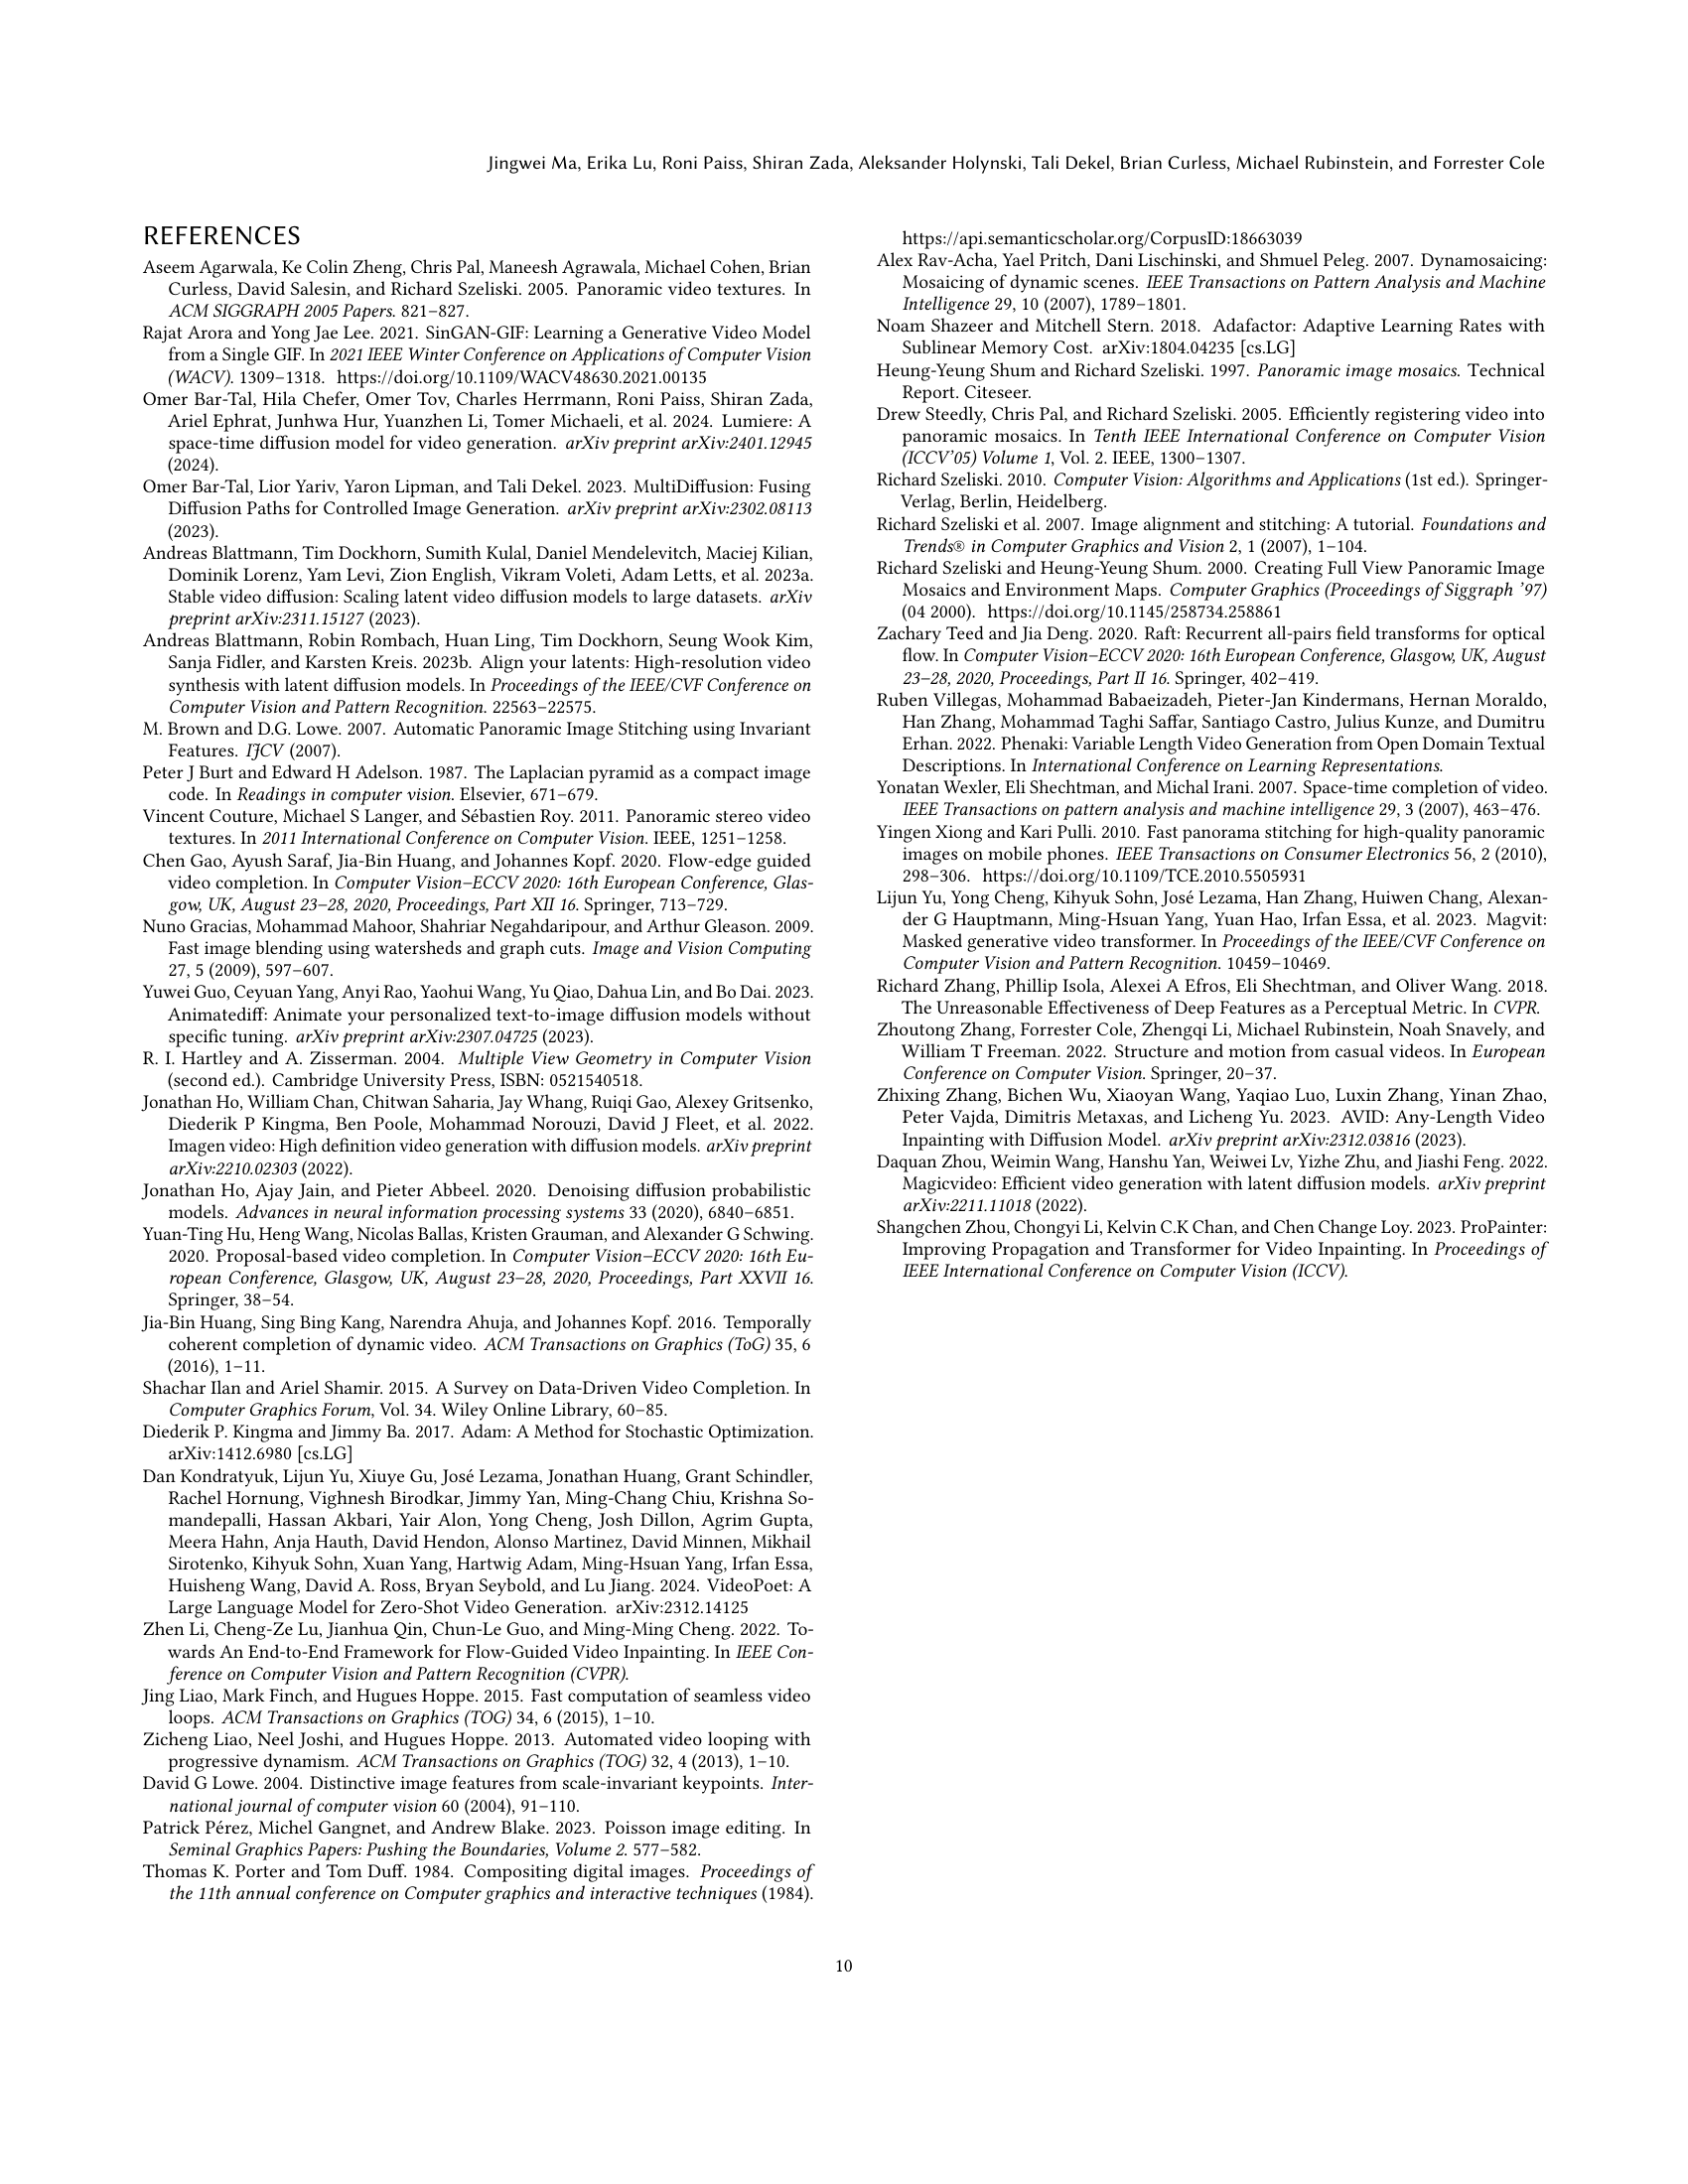 Jingwei Ma, Erika Lu, Roni Paiss, Shiran Zada, Aleksander Holynski, Tali Dekel, Brian Curless, Michael Rubinstein, and Forrester Cole
REFERENCES
Aseem Agarwala, Ke Colin Zheng, Chris Pal, Maneesh Agrawala, Michael Cohen, Brian
Curless, David Salesin, and Richard Szeliski. 2005. Panoramic video textures. In
ACM SIGGRAPH 2005 Papers. 821–827.
Rajat Arora and Yong Jae Lee. 2021. SinGAN-GIF: Learning a Generative Video Model
from a Single GIF. In 2021 IEEE Winter Conference on Applications of Computer Vision
(WACV). 1309–1318. https://doi.org/10.1109/WACV48630.2021.00135
Omer Bar-Tal, Hila Chefer, Omer Tov, Charles Herrmann, Roni Paiss, Shiran Zada,
Ariel Ephrat, Junhwa Hur, Yuanzhen Li, Tomer Michaeli, et al. 2024. Lumiere: A
space-time diffusion model for video generation. arXiv preprint arXiv:2401.12945
(2024).
Omer Bar-Tal, Lior Yariv, Yaron Lipman, and Tali Dekel. 2023. MultiDiffusion: Fusing
Diffusion Paths for Controlled Image Generation. arXiv preprint arXiv:2302.08113
(2023).
Andreas Blattmann, Tim Dockhorn, Sumith Kulal, Daniel Mendelevitch, Maciej Kilian,
Dominik Lorenz, Yam Levi, Zion English, Vikram Voleti, Adam Letts, et al. 2023a.
Stable video diffusion: Scaling latent video diffusion models to large datasets. arXiv
preprint arXiv:2311.15127 (2023).
Andreas Blattmann, Robin Rombach, Huan Ling, Tim Dockhorn, Seung Wook Kim,
Sanja Fidler, and Karsten Kreis. 2023b. Align your latents: High-resolution video
synthesis with latent diffusion models. In Proceedings of the IEEE/CVF Conference on
Computer Vision and Pattern Recognition. 22563–22575.
M. Brown and D.G. Lowe. 2007. Automatic Panoramic Image Stitching using Invariant
Features. IJCV (2007).
Peter J Burt and Edward H Adelson. 1987. The Laplacian pyramid as a compact image
code. In Readings in computer vision. Elsevier, 671–679.
Vincent Couture, Michael S Langer, and Sébastien Roy. 2011. Panoramic stereo video
textures. In 2011 International Conference on Computer Vision. IEEE, 1251–1258.
Chen Gao, Ayush Saraf, Jia-Bin Huang, and Johannes Kopf. 2020. Flow-edge guided
video completion. In Computer Vision–ECCV 2020: 16th European Conference, Glas-
gow, UK, August 23–28, 2020, Proceedings, Part XII 16. Springer, 713–729.
Nuno Gracias, Mohammad Mahoor, Shahriar Negahdaripour, and Arthur Gleason. 2009.
Fast image blending using watersheds and graph cuts. Image and Vision Computing
27, 5 (2009), 597–607.
Yuwei Guo, Ceyuan Yang, Anyi Rao, Yaohui Wang, Yu Qiao, Dahua Lin, and Bo Dai. 2023.
Animatediff: Animate your personalized text-to-image diffusion models without
specific tuning. arXiv preprint arXiv:2307.04725 (2023).
R. I. Hartley and A. Zisserman. 2004. Multiple View Geometry in Computer Vision
(second ed.). Cambridge University Press, ISBN: 0521540518.
Jonathan Ho, William Chan, Chitwan Saharia, Jay Whang, Ruiqi Gao, Alexey Gritsenko,
Diederik P Kingma, Ben Poole, Mohammad Norouzi, David J Fleet, et al. 2022.
Imagen video: High definition video generation with diffusion models. arXiv preprint
arXiv:2210.02303 (2022).
Jonathan Ho, Ajay Jain, and Pieter Abbeel. 2020. Denoising diffusion probabilistic
models. Advances in neural information processing systems 33 (2020), 6840–6851.
Yuan-Ting Hu, Heng Wang, Nicolas Ballas, Kristen Grauman, and Alexander G Schwing.
2020. Proposal-based video completion. In Computer Vision–ECCV 2020: 16th Eu-
ropean Conference, Glasgow, UK, August 23–28, 2020, Proceedings, Part XXVII 16.
Springer, 38–54.
Jia-Bin Huang, Sing Bing Kang, Narendra Ahuja, and Johannes Kopf. 2016. Temporally
coherent completion of dynamic video. ACM Transactions on Graphics (ToG) 35, 6
(2016), 1–11.
Shachar Ilan and Ariel Shamir. 2015. A Survey on Data-Driven Video Completion. In
Computer Graphics Forum, Vol. 34. Wiley Online Library, 60–85.
Diederik P. Kingma and Jimmy Ba. 2017. Adam: A Method for Stochastic Optimization.
arXiv:1412.6980 [cs.LG]
Dan Kondratyuk, Lijun Yu, Xiuye Gu, José Lezama, Jonathan Huang, Grant Schindler,
Rachel Hornung, Vighnesh Birodkar, Jimmy Yan, Ming-Chang Chiu, Krishna So-
mandepalli, Hassan Akbari, Yair Alon, Yong Cheng, Josh Dillon, Agrim Gupta,
Meera Hahn, Anja Hauth, David Hendon, Alonso Martinez, David Minnen, Mikhail
Sirotenko, Kihyuk Sohn, Xuan Yang, Hartwig Adam, Ming-Hsuan Yang, Irfan Essa,
Huisheng Wang, David A. Ross, Bryan Seybold, and Lu Jiang. 2024. VideoPoet: A
Large Language Model for Zero-Shot Video Generation. arXiv:2312.14125
Zhen Li, Cheng-Ze Lu, Jianhua Qin, Chun-Le Guo, and Ming-Ming Cheng. 2022. To-
wards An End-to-End Framework for Flow-Guided Video Inpainting. In IEEE Con-
ference on Computer Vision and Pattern Recognition (CVPR).
Jing Liao, Mark Finch, and Hugues Hoppe. 2015. Fast computation of seamless video
loops. ACM Transactions on Graphics (TOG) 34, 6 (2015), 1–10.
Zicheng Liao, Neel Joshi, and Hugues Hoppe. 2013. Automated video looping with
progressive dynamism. ACM Transactions on Graphics (TOG) 32, 4 (2013), 1–10.
David G Lowe. 2004. Distinctive image features from scale-invariant keypoints. Inter-
national journal of computer vision 60 (2004), 91–110.
Patrick Pérez, Michel Gangnet, and Andrew Blake. 2023. Poisson image editing. In
Seminal Graphics Papers: Pushing the Boundaries, Volume 2. 577–582.
Thomas K. Porter and Tom Duff. 1984. Compositing digital images. Proceedings of
the 11th annual conference on Computer graphics and interactive techniques (1984).
https://api.semanticscholar.org/CorpusID:18663039
Alex Rav-Acha, Yael Pritch, Dani Lischinski, and Shmuel Peleg. 2007. Dynamosaicing:
Mosaicing of dynamic scenes. IEEE Transactions on Pattern Analysis and Machine
Intelligence 29, 10 (2007), 1789–1801.
Noam Shazeer and Mitchell Stern. 2018. Adafactor: Adaptive Learning Rates with
Sublinear Memory Cost. arXiv:1804.04235 [cs.LG]
Heung-Yeung Shum and Richard Szeliski. 1997. Panoramic image mosaics. Technical
Report. Citeseer.
Drew Steedly, Chris Pal, and Richard Szeliski. 2005. Efficiently registering video into
panoramic mosaics. In Tenth IEEE International Conference on Computer Vision
(ICCV'05) Volume 1, Vol. 2. IEEE, 1300–1307.
Richard Szeliski. 2010. Computer Vision: Algorithms and Applications (1st ed.). Springer-
Verlag, Berlin, Heidelberg.
Richard Szeliski et al. 2007. Image alignment and stitching: A tutorial. Foundations and
Trends® in Computer Graphics and Vision 2, 1 (2007), 1–104.
Richard Szeliski and Heung-Yeung Shum. 2000. Creating Full View Panoramic Image
Mosaics and Environment Maps. Computer Graphics (Proceedings of Siggraph '97)
(04 2000). https://doi.org/10.1145/258734.258861
Zachary Teed and Jia Deng. 2020. Raft: Recurrent all-pairs field transforms for optical
flow. In Computer Vision–ECCV 2020: 16th European Conference, Glasgow, UK, August
23–28, 2020, Proceedings, Part II 16. Springer, 402–419.
Ruben Villegas, Mohammad Babaeizadeh, Pieter-Jan Kindermans, Hernan Moraldo,
Han Zhang, Mohammad Taghi Saffar, Santiago Castro, Julius Kunze, and Dumitru
Erhan. 2022. Phenaki: Variable Length Video Generation from Open Domain Textual
Descriptions. In International Conference on Learning Representations.
Yonatan Wexler, Eli Shechtman, and Michal Irani. 2007. Space-time completion of video.
IEEE Transactions on pattern analysis and machine intelligence 29, 3 (2007), 463–476.
Yingen Xiong and Kari Pulli. 2010. Fast panorama stitching for high-quality panoramic
images on mobile phones. IEEE Transactions on Consumer Electronics 56, 2 (2010),
298–306. https://doi.org/10.1109/TCE.2010.5505931
Lijun Yu, Yong Cheng, Kihyuk Sohn, José Lezama, Han Zhang, Huiwen Chang, Alexan-
der G Hauptmann, Ming-Hsuan Yang, Yuan Hao, Irfan Essa, et al. 2023. Magvit:
Masked generative video transformer. In Proceedings of the IEEE/CVF Conference on
Computer Vision and Pattern Recognition. 10459–10469.
Richard Zhang, Phillip Isola, Alexei A Efros, Eli Shechtman, and Oliver Wang. 2018.
The Unreasonable Effectiveness of Deep Features as a Perceptual Metric. In CVPR.
Zhoutong Zhang, Forrester Cole, Zhengqi Li, Michael Rubinstein, Noah Snavely, and
William T Freeman. 2022. Structure and motion from casual videos. In European
Conference on Computer Vision. Springer, 20–37.
Zhixing Zhang, Bichen Wu, Xiaoyan Wang, Yaqiao Luo, Luxin Zhang, Yinan Zhao,
Peter Vajda, Dimitris Metaxas, and Licheng Yu. 2023. AVID: Any-Length Video
Inpainting with Diffusion Model. arXiv preprint arXiv:2312.03816 (2023).
Daquan Zhou, Weimin Wang, Hanshu Yan, Weiwei Lv, Yizhe Zhu, and Jiashi Feng. 2022.
Magicvideo: Efficient video generation with latent diffusion models. arXiv preprint
arXiv:2211.11018 (2022).
Shangchen Zhou, Chongyi Li, Kelvin C.K Chan, and Chen Change Loy. 2023. ProPainter:
Improving Propagation and Transformer for Video Inpainting. In Proceedings of
IEEE International Conference on Computer Vision (ICCV).
10